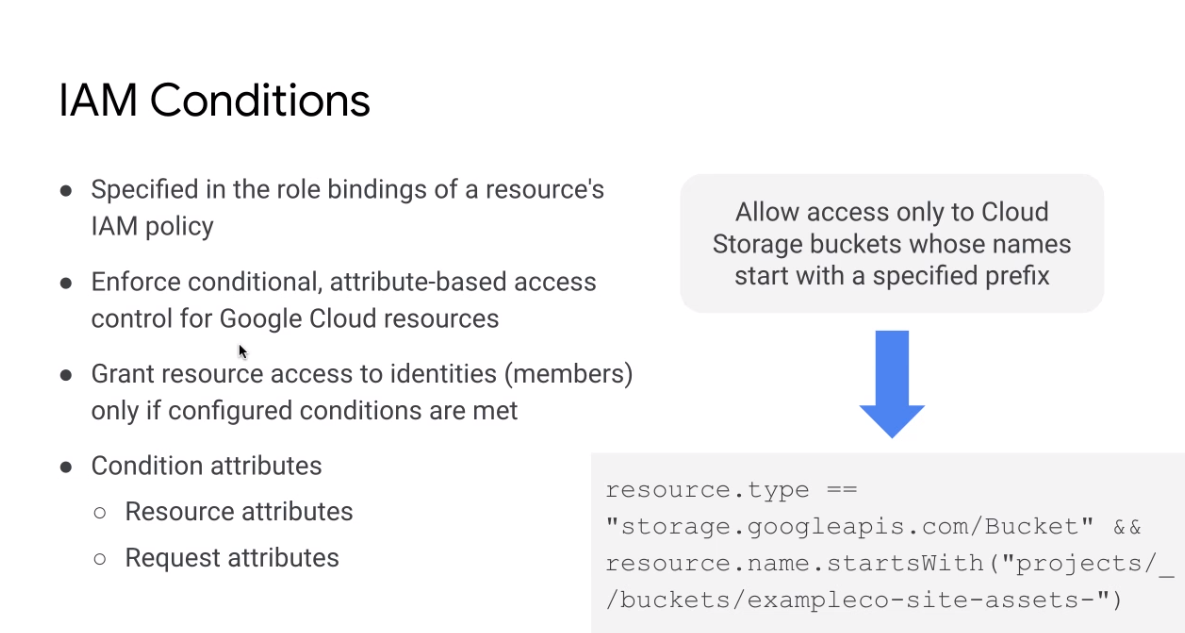 IAM Conditions
● Specified in the role bindings of a resource's
IAM policy
● Enforce conditional, attribute-based access
control for Google Cloud resources
● Grant resource access to identities (members)
only if configured conditions are met
● Condition attributes
○ Resource attributes
○ Request attributes
Allow access only to Cloud
Storage buckets whose names
start with a specified prefix
resource.type ==
"storage.googleapis.com/Bucket" &&
resource.name.startsWith("projects/_
/buckets/exampleco-site-assets-")